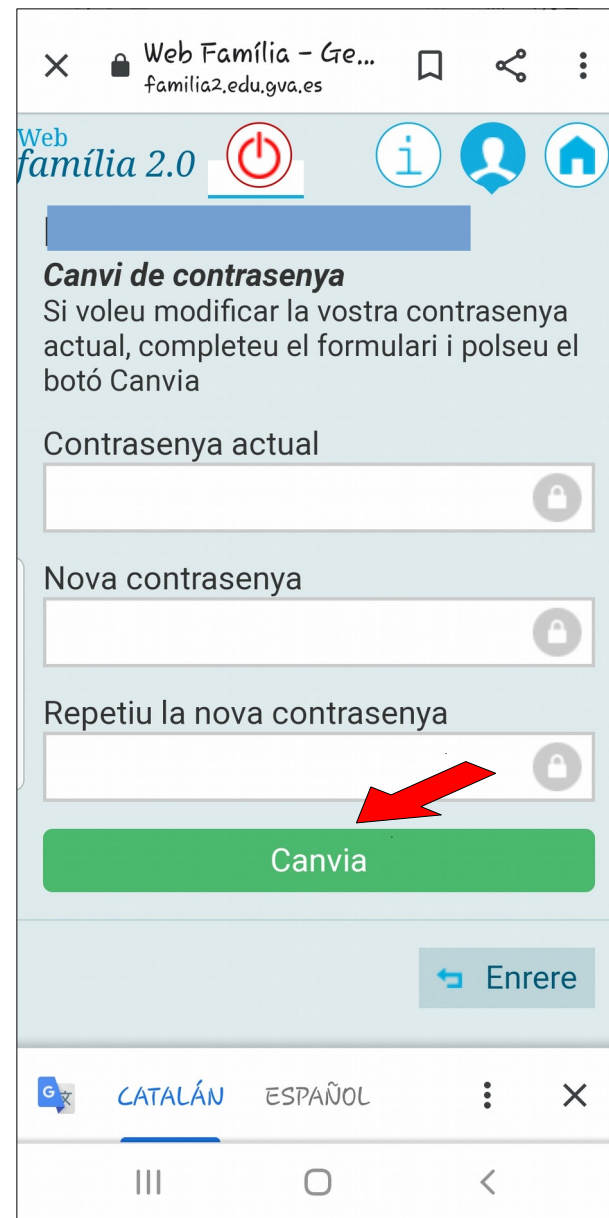 Web Família – Ge...
familia2.edu.gva.es
Web
família 2.0
i
Canvi de contrasenya
Si voleu modificar la vostra contrasenya
actual, completeu el formulari i polseu el
botó Canvia
Contrasenya actual
Nova contrasenya
Repetiu la nova contrasenya
Canvia
Enrere
G 文
CATALÁN ESPAÑOL